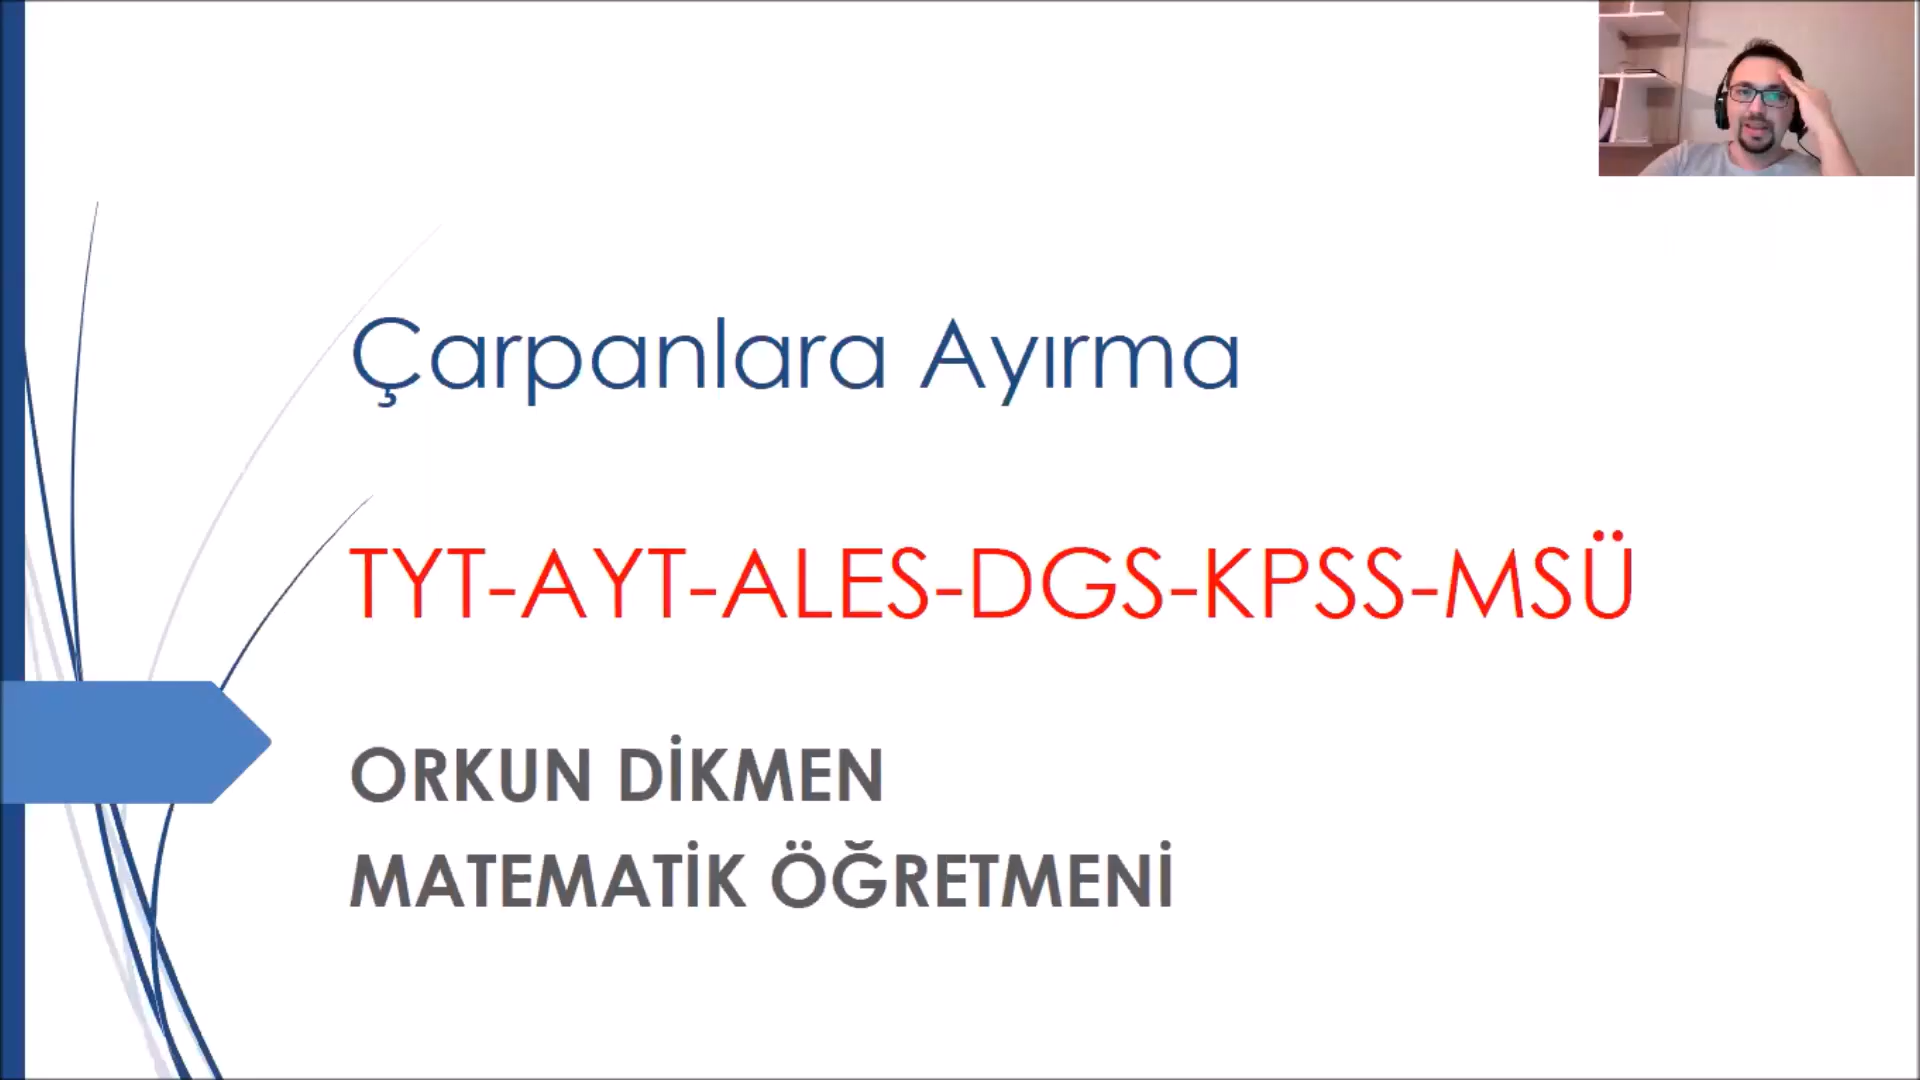 Çarpanlara Ayırma
TYT-AYT-ALES-DGS-KPSS-MSÜ
ORKUN DİKMEN
MATEMATİK ÖĞRETMENİ